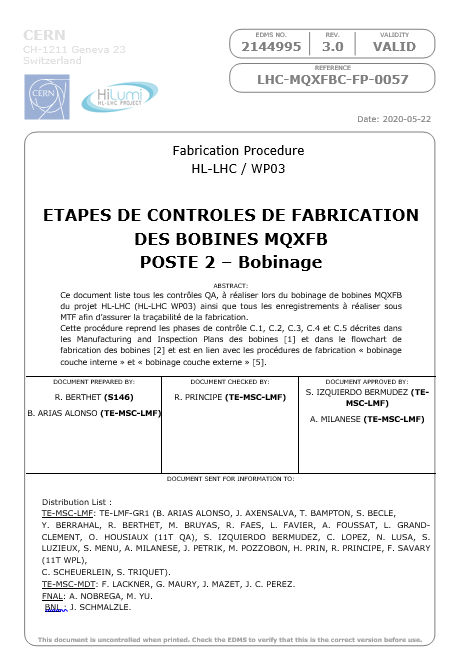 CERN
CH-1211 Geneva 23
Switzerland
EDMS NO.
2144995
REV.
3.0
VALIDITY
VALID
REFERENCE
LHC-MQXFBC-FP-0057
CERN
HiLumi
HL-LHC PROJECT
Date: 2020-05-22
Fabrication Procedure
HL-LHC / WP03
ETAPES DE CONTROLES DE FABRICATION
DES BOBINES MQXFB
POSTE 2 – Bobinage
ABSTRACT:
Ce document liste tous les contrôles QA, à réaliser lors du bobinage de bobines MQXFB
du projet HL-LHC (HL-LHC WP03) ainsi que tous les enregistrements à réaliser sous
MTF afin d'assurer la traçabilité de la fabrication.
Cette procédure reprend les phases de contrôle C.1, C.2, C.3, C.4 et C.5 décrites dans
les Manufacturing and Inspection Plans des bobines [1] et dans le flowchart de
fabrication des bobines [2] et est en lien avec les procédures de fabrication « bobinage
couche interne » et « bobinage couche externe » [5].
DOCUMENT PREPARED BY:
R. BERTHET (S146)
B. ARIAS ALONSO (TE-MSC-LMF)
DOCUMENT CHECKED BY:
R. PRINCIPE (TE-MSC-LMF)
DOCUMENT APPROVED BY:
S. IZQUIERDO BERMUDEZ (TE-
MSC-LMF)
A. MILANESE (TE-MSC-LMF)
DOCUMENT SENT FOR INFORMATION TO:
Distribution List :
TE-MSC-LMF: TE-LMF-GR1 (B. ARIAS ALONSO, J. AXENSALVA, T. BAMPTON, S. BECLE,
Y. BERRAHAL, R. BERTHET, M. BRUYAS, R. FAES, L. FAVIER, A. FOUSSAT, L. GRAND-
CLEMENT, O. HOUSIAUX (11T QA), S. IZQUIERDO BERMUDEZ, C. LOPEZ, N. LUSA, S.
LUZIEUX, S. MENU, A. MILANESE, J. PETRIK, M. POZZOBON, H. PRIN, R. PRINCIPE, F. SAVARY
(11T WPL),
C. SCHEUERLEIN, S. TRIQUET).
TE-MSC-MDT: F. LACKNER, G. MAURY, J. MAZET, J. C. PEREZ.
FNAL: A. NOBREGA, M. YU.
BNL : J. SCHMALZLE.
This document is uncontrolled when printed. Check the EDMS to verify that this is the correct version before use.